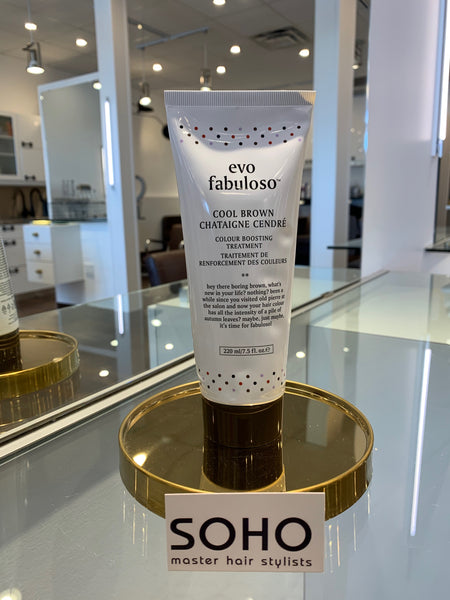 evo
fabuloso™
COOL BROWN
CHATAIGNE CENDRÉ
COLOUR BOOSTING
TREATMENT
TRAITEMENT DE
RENFORCEMENT DES COULEURS
hey there boring brown, what's
new in your life? nothing? been a
while since you visited old pierre at
the salon and now your hair colour
has all the intensity of a pile of
autumn leaves? maybe, just maybe,
it's time for fabuloso!
220 ml/7.5 fl. oz.℮
SOHO
master hair stylists